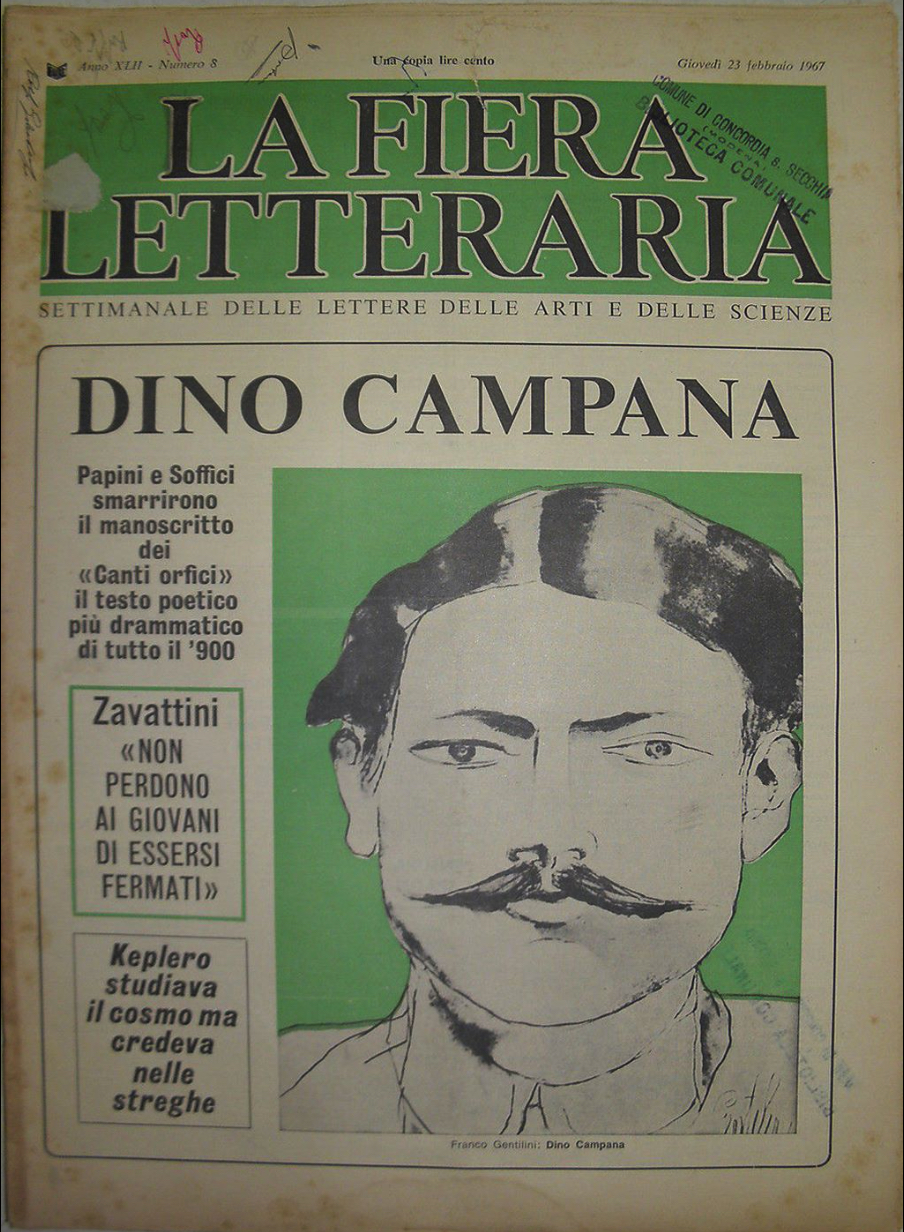 Anno XLII - Numero 8
Una copia lire cento
Giovedì 23 febbraio 1967
LA FIERA
LETTERARIA
COMUNE DI CONCORDIA S. SECCHIA
(MODENA)
BIBLIOTECA COMUNALE
SETTIMANALE DELLE LETTERE DELLE ARTI E DELLE SCIENZE
DINO CAMPANA
Papini e Soffici
smarrirono
il manoscritto
dei
«Canti orfici»
il testo poetico
più drammatico
di tutto il '900
Zavattini
«NON
PERDONO
AI GIOVANI
DI ESSERSI
FERMATI»
Keplero
studiava
il cosmo ma
credeva
nelle
streghe
Franco Gentilini: Dino Campana